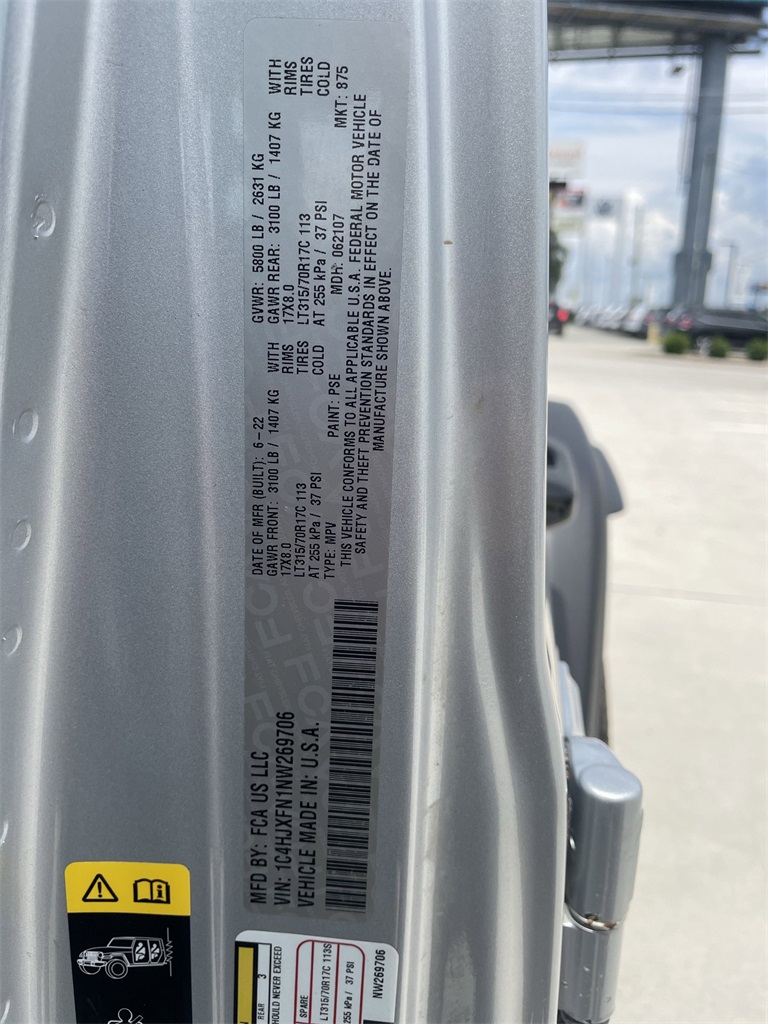 MFD BY: FCA US LLC
VIN: 1C4HJXFN1NW269706
VEHICLE MADE IN: U.S.A.
DATE OF MFR (BUILT): 6-22 GVWR: 5800 LB / 2631 KG
GAWR FRONT: 3100 LB / 1407 KG WITH GAWR REAR: 3100 LB / 1407 KG WITH
17X8.0 RIMS 17X8.0 RIMS
LT315/70R17C 113 TIRES LT315/70R17C 113 TIRES
AT 255 kPa / 37 PSI COLD AT 255 kPa / 37 PSI COLD
TYPE: MPV PAINT: PSE MDH: 062107 MKT: 875
THIS VEHICLE CONFORMS TO ALL APPLICABLE U.S.A. FEDERAL MOTOR VEHICLE
SAFETY AND THEFT PREVENTION STANDARDS IN EFFECT ON THE DATE OF
MANUFACTURE SHOWN ABOVE.
REAR 3
SHOULD NEVER EXCEED
SPARE
LT315/70R17C 113S
255 kPa / 37 PSI
NW269706